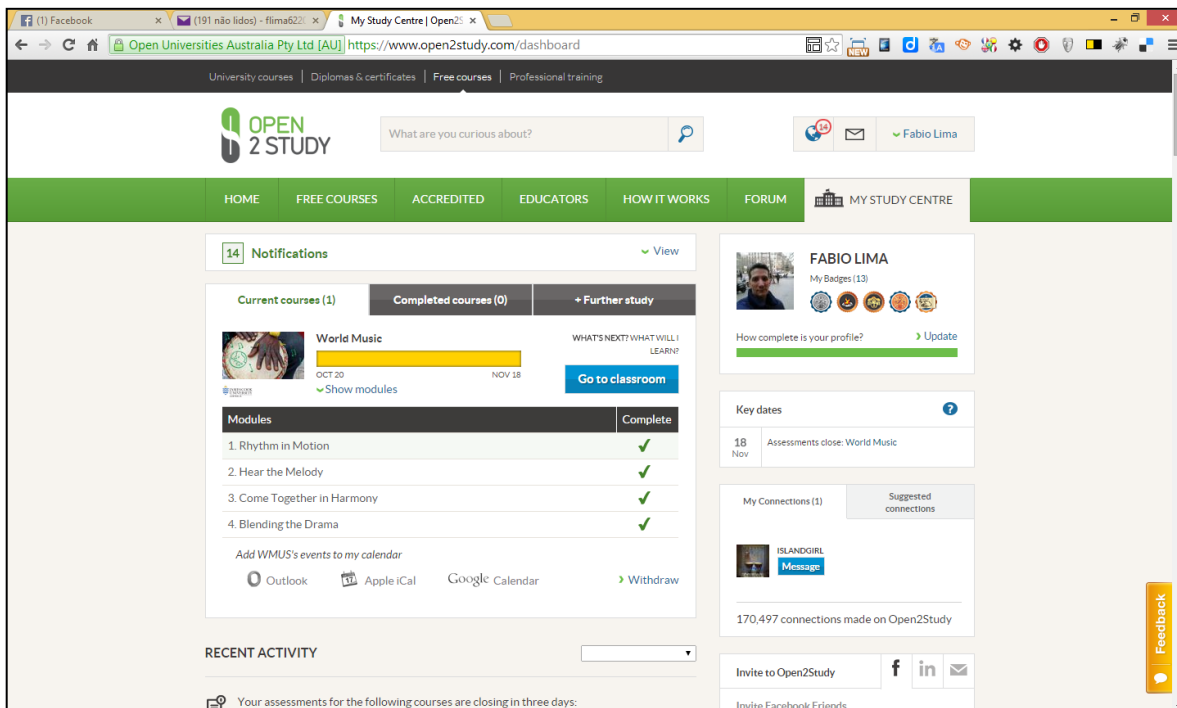 (1) Facebook
(191 não lidos) - flima622(
My Study Centre | Open2S
Open Universities Australia Pty Ltd [AU] https://www.open2study.com/dashboard
NEW
University courses | Diplomas & certificates | Free courses | Professional training
OPEN
2 STUDY
What are you curious about?
14
Fabio Lima
HOME FREE COURSES ACCREDITED EDUCATORS HOW IT WORKS FORUM MY STUDY CENTRE
14 Notifications
View
Current courses (1) Completed courses (0) + Further study
World Music
OCT 20 NOV 18
Show modules
WHAT'S NEXT? WHAT WILL I
LEARN?
Go to classroom
Modules Complete
1. Rhythm in Motion
2. Hear the Melody
3. Come Together in Harmony
4. Blending the Drama
Add WMUS's events to my calendar
Outlook 17 Apple iCal Google Calendar
Withdraw
RECENT ACTIVITY
Your assessments for the following courses are closing in three days:
FABIO LIMA
My Badges (13)
How complete is your profile? Update
Key dates ?
18
Nov
Assessments close: World Music
My Connections (1)
Suggested
connections
ISLANDGIRL
Message
170,497 connections made on Open2Study
Invite to Open2Study f in
Invite Facebook Friends
Feedback